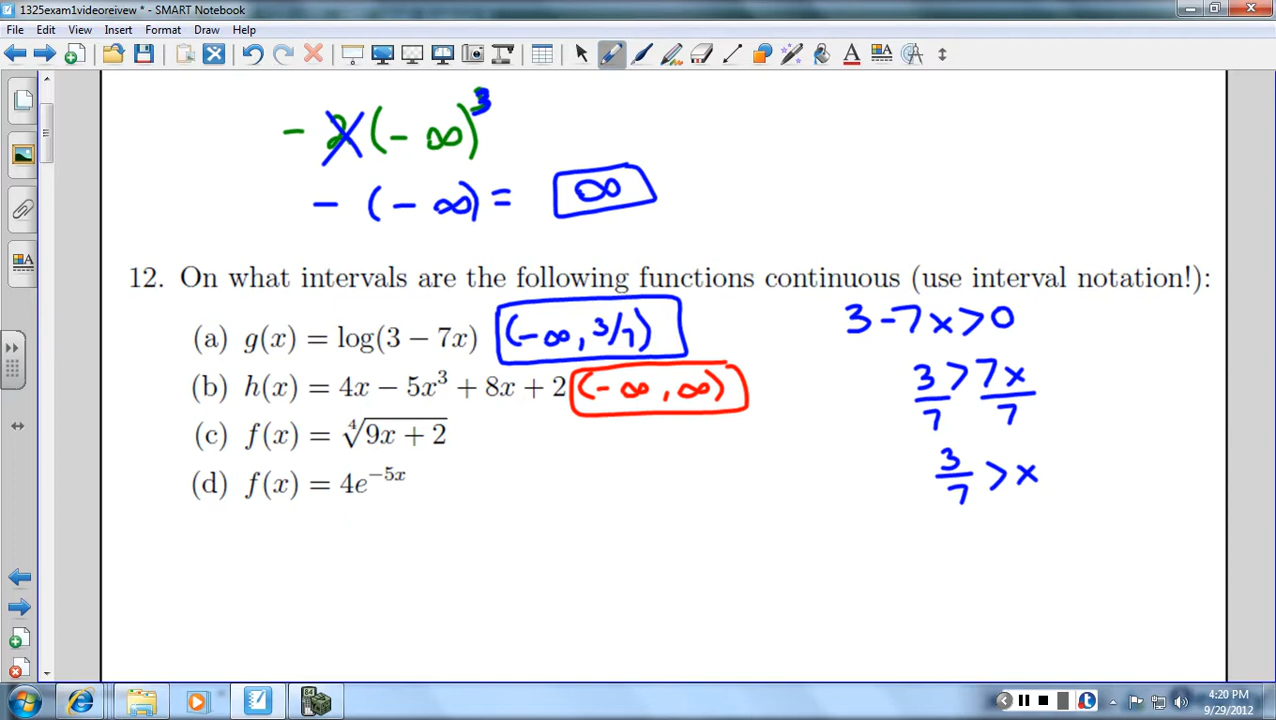 1325exam1videoreivew * - SMART Notebook
File Edit View Insert Format Draw Help
- 2(- ∞)³
- (- ∞) = ∞
12. On what intervals are the following functions continuous (use interval notation!):
(a) g(x) = log(3 − 7x) (-∞, 3/7)
(b) h(x) = 4x − 5x³ + 8x + 2 (-∞, ∞)
(c) f(x) = ∜9x + 2
(d) f(x) = 4e^{−5x}
3-7x>0
3/7 > 7x/7
3/7 > x
4:20 PM
9/29/2012